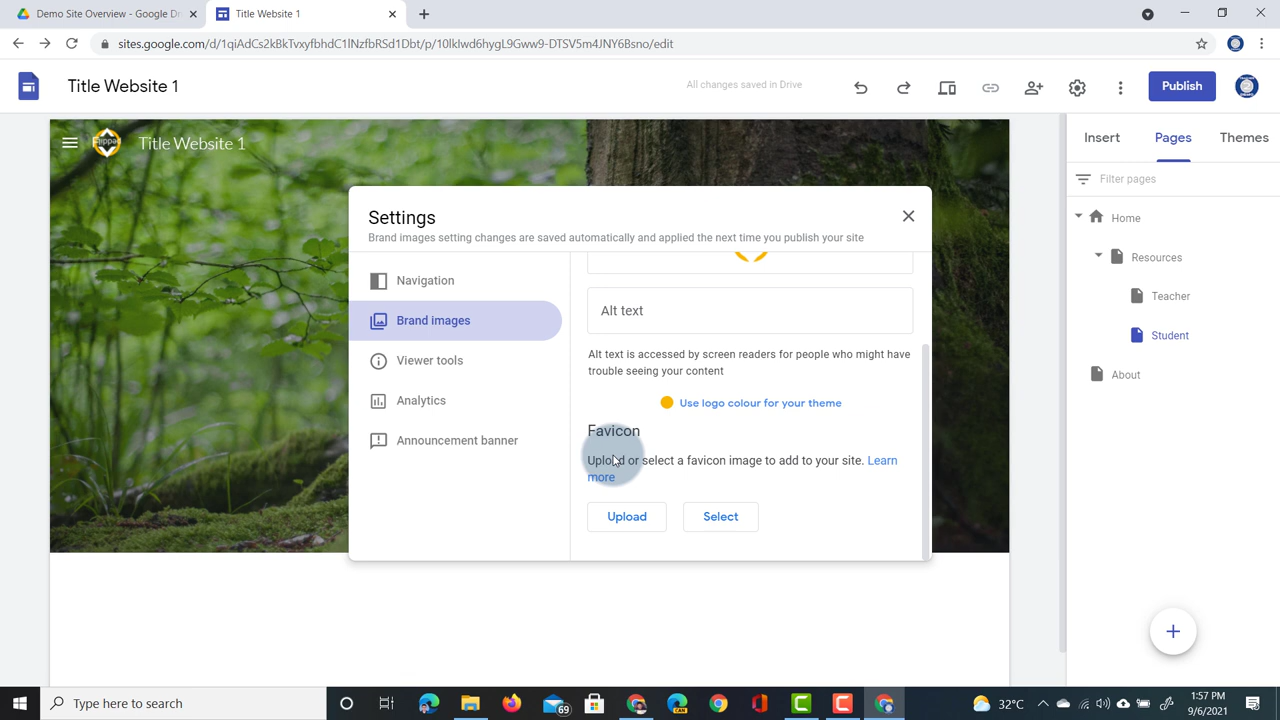 Demo Site Overview - Google Dr
Title Website 1
sites.google.com/d/1qiAdCs2kBkTvxyfbhdC1lNzfbRSd1Dbt/p/10lkIwd6hygL9Gww9-DTSV5m4JNY6Bsno/edit
Title Website 1
All changes saved in Drive
Publish
Flipped
Title Website 1
Insert
Pages
Themes
Filter pages
Home
Resources
Teacher
Student
About
Settings
Brand images setting changes are saved automatically and applied the next time you publish your site
Navigation
Brand images
Viewer tools
Analytics
Announcement banner
Alt text
Alt text is accessed by screen readers for people who might have
trouble seeing your content
Use logo colour for your theme
Favicon
Upload or select a favicon image to add to your site. Learn
more
Upload
Select
Type here to search
69
CAN
32°C
1:57 PM
9/6/2021